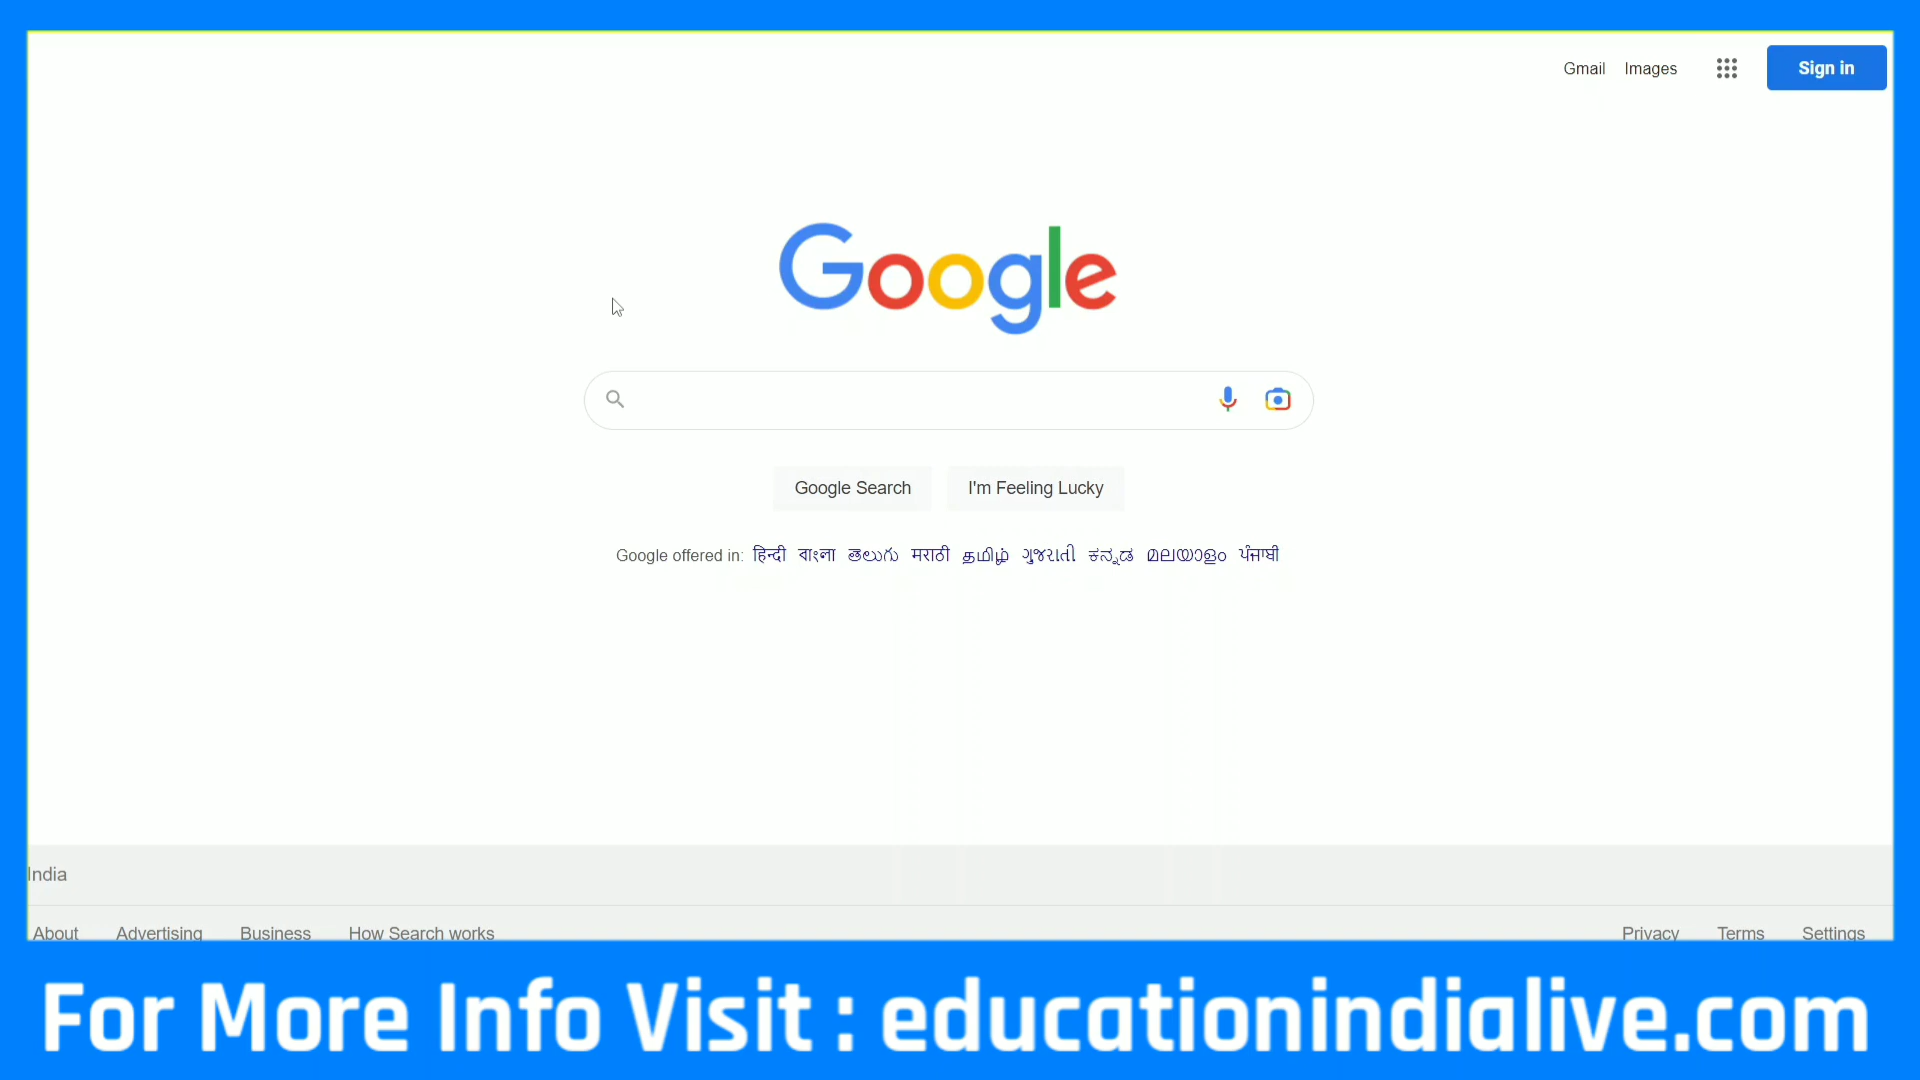 Gmail Images Sign in
Google
Google Search I'm Feeling Lucky
Google offered in: हिन्दी বাংলা తెలుగు मराठी தமிழ் ગુજરાતી ಕನ್ನಡ മലയാളം ਪੰਜਾਬੀ
India
About Advertising Business How Search works Privacy Terms Settings
For More Info Visit : educationindialive.com